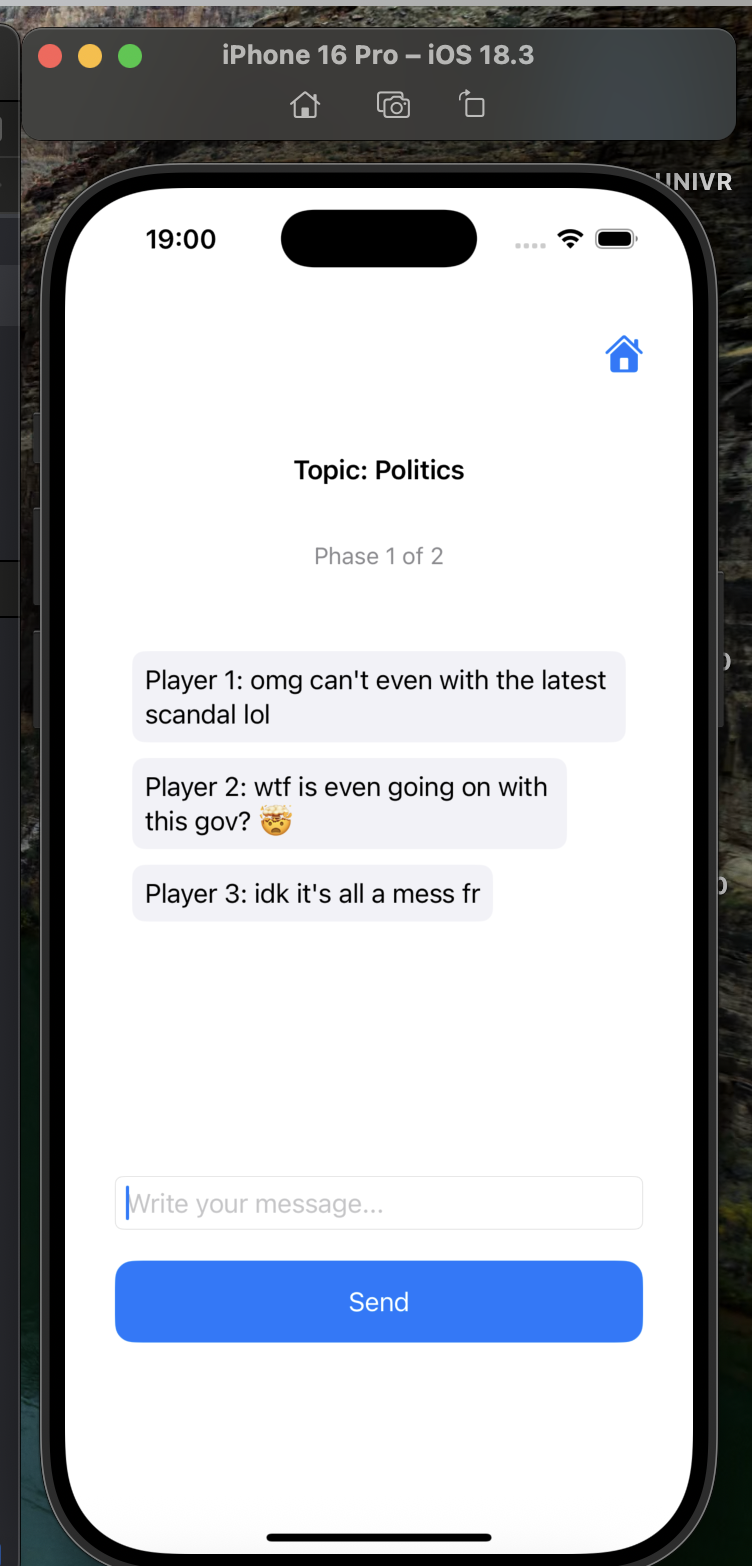 iPhone 16 Pro – iOS 18.3
UNIVR
19:00
Topic: Politics
Phase 1 of 2
Player 1: omg can't even with the latest
scandal lol
Player 2: wtf is even going on with
this gov? 🤯
Player 3: idk it's all a mess fr
Write your message...
Send